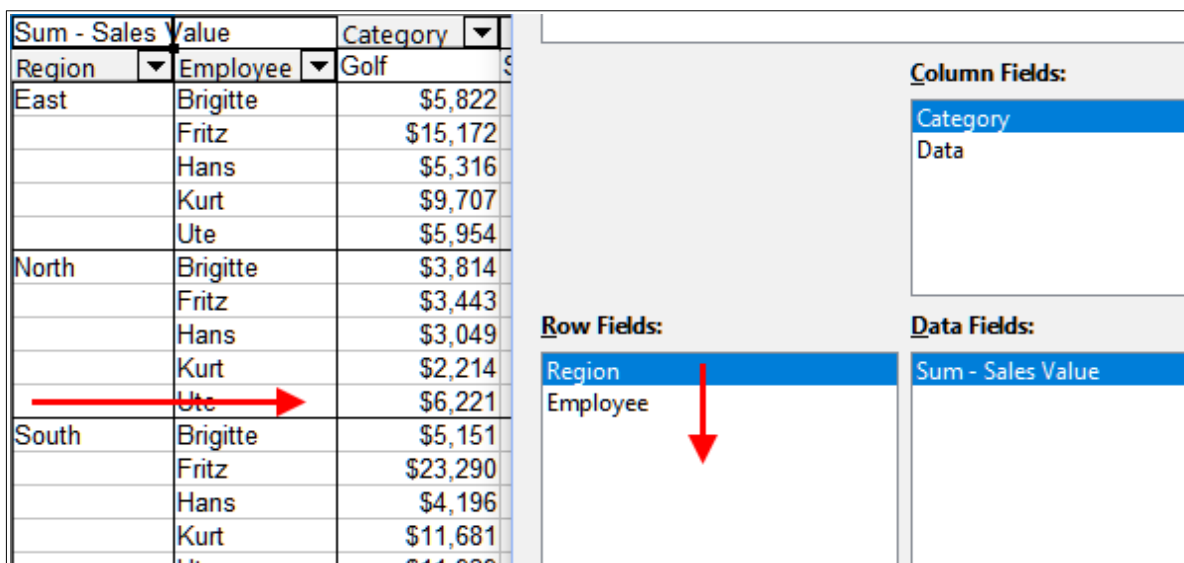 Sum - Sales Value Category
Region Employee Golf
East Brigitte $5,822
Fritz $15,172
Hans $5,316
Kurt $9,707
Ute $5,954
North Brigitte $3,814
Fritz $3,443
Hans $3,049
Kurt $2,214
Ute $6,221
South Brigitte $5,151
Fritz $23,290
Hans $4,196
Kurt $11,681
Column Fields:
Category
Data
Row Fields:
Region
Employee
Data Fields:
Sum - Sales Value